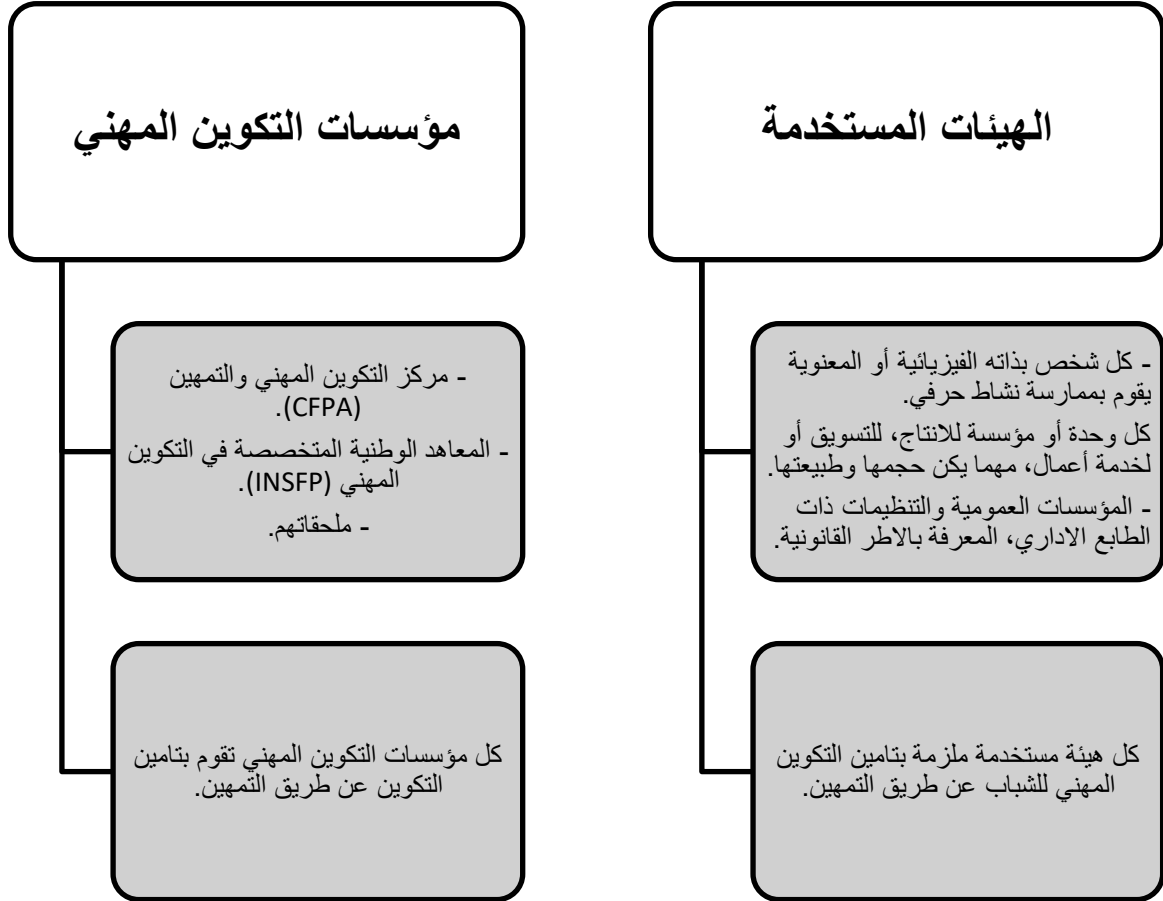 الهيئات المستخدمة
- كل شخص بذاته الفيزيائية أو المعنوية
يقوم بممارسة نشاط حرفي.
كل وحدة أو مؤسسة للانتاج، للتسويق أو
لخدمة أعمال، مهما يكن حجمها وطبيعتها.
- المؤسسات العمومية والتنظيمات ذات
الطابع الاداري، المعرفة بالاطر القانونية.
كل هيئة مستخدمة ملزمة بتامين التكوين
المهني للشباب عن طريق التمهين.
مؤسسات التكوين المهني
- مركز التكوين المهني والتمهين
(CFPA).
- المعاهد الوطنية المتخصصة في التكوين
المهني (INSFP).
- ملحقاتهم.
كل مؤسسات التكوين المهني تقوم بتامين
التكوين عن طريق التمهين.